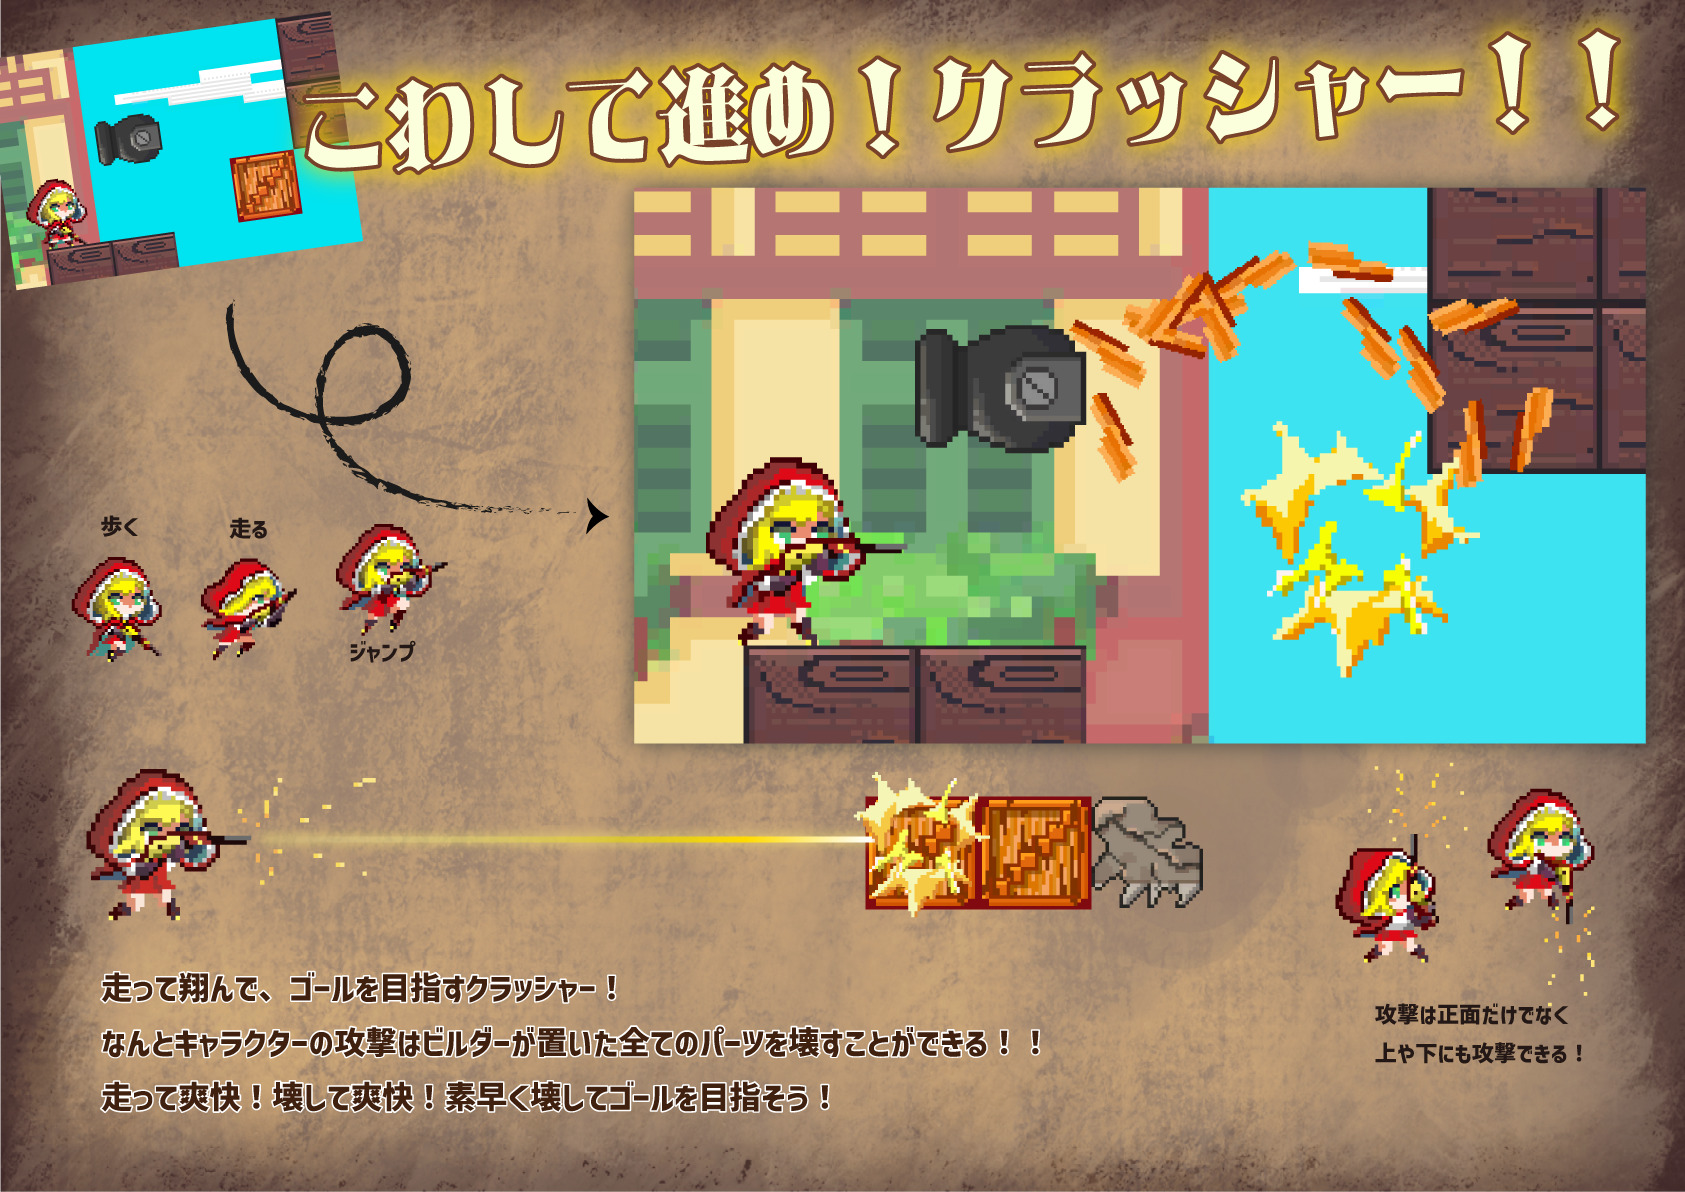 こわして進め！クラッシャー！！
歩く
走る
ジャンプ
走って翔んで、ゴールを目指すクラッシャー！
なんとキャラクターの攻撃はビルダーが置いた全てのパーツを壊すことができる！！
走って爽快！壊して爽快！素早く壊してゴールを目指そう！
攻撃は正面だけでなく
上や下にも攻撃できる！